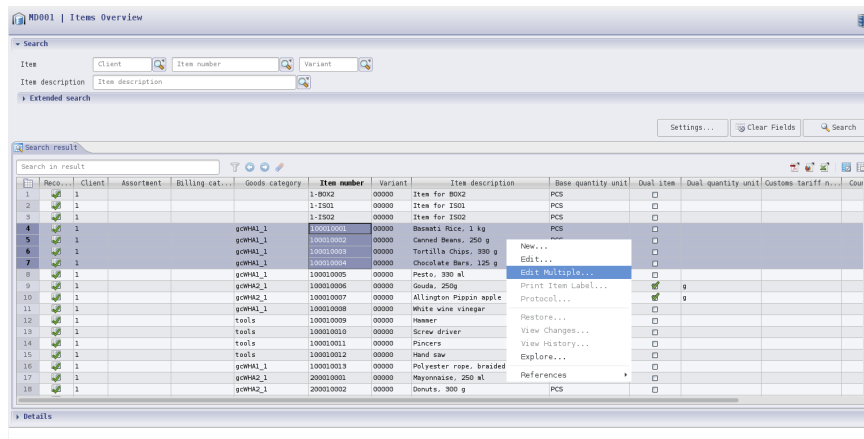 MD001 | Items Overview
Search
Item Client Item number Variant
Item description Item description
Extended search
Settings... Clear Fields Search
Search result
Search in result
Reco... Client Assortment Billing cat... Goods category Item number Variant Item description Base quantity unit Dual item Dual quantity unit Customs tariff n... Coun
1 1 1-BOX2 00000 Item for BOX2 PCS
2 1 1-ISO1 00000 Item for ISO1 PCS
3 1 1-ISO2 00000 Item for ISO2 PCS
4 1 gcWHA1_1 100010001 00000 Basmati Rice, 1 kg PCS
5 1 gcWHA1_1 100010002 00000 Canned Beans, 250 g
6 1 gcWHA1_1 100010003 00000 Tortilla Chips, 330 g
7 1 gcWHA1_1 100010004 00000 Chocolate Bars, 125 g
8 1 gcWHA1_1 100010005 00000 Pesto, 330 ml
9 1 gcWHA2_1 100010006 00000 Gouda, 250g g
10 1 gcWHA2_1 100010007 00000 Allington Pippin apple g
11 1 gcWHA1_1 100010008 00000 White wine vinegar
12 1 tools 100010009 00000 Hammer
13 1 tools 100010010 00000 Screw driver
14 1 tools 100010011 00000 Pincers
15 1 tools 100010012 00000 Hand saw
16 1 gcWHA1_1 100010013 00000 Polyester rope, braided
17 1 gcWHA2_1 200010001 00000 Mayonnaise, 250 ml
18 1 gcWHA2_1 200010002 00000 Donuts, 300 g PCS
New...
Edit...
Edit Multiple...
Print Item Label...
Protocol...
Restore...
View Changes...
View History...
Explore...
References
Details